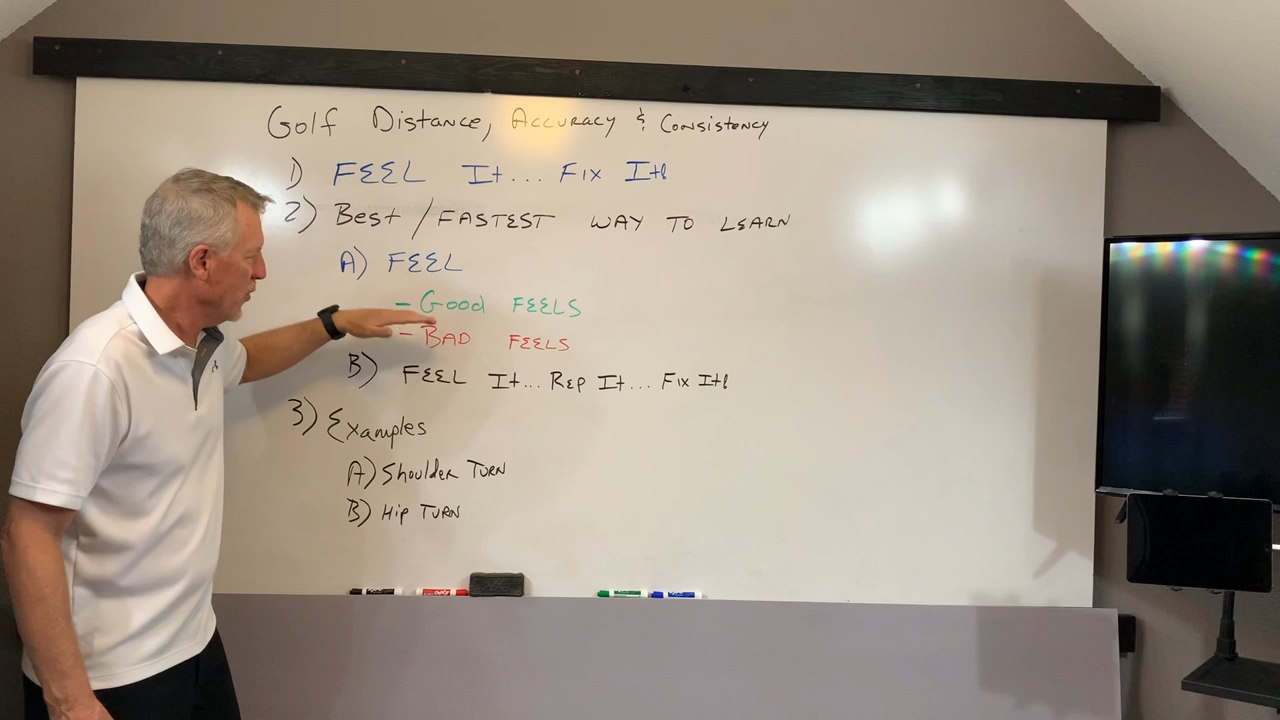 Golf Distance, Accuracy & Consistency
1) FEEL It... Fix It!
2) Best / FASTEST WAY TO LEARN
A) FEEL
- Good FEELS
- BAD FEELS
B) FEEL It... Rep It... Fix It!
3) Examples
A) Shoulder TURN
B) Hip TURN